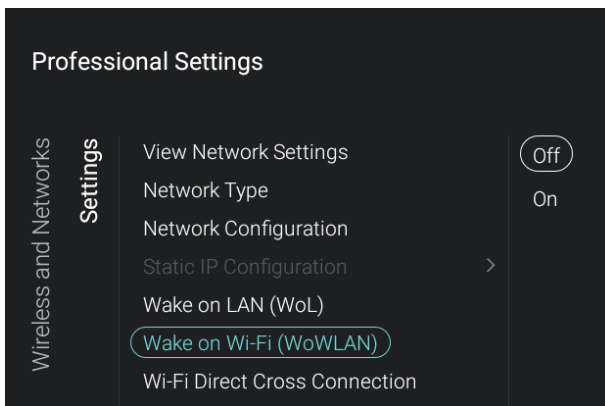 Professional Settings
Wireless and Networks
Settings
View Network Settings
Network Type
Network Configuration
Static IP Configuration
Wake on LAN (WoL)
Wake on Wi-Fi (WoWLAN)
Wi-Fi Direct Cross Connection
Off
On